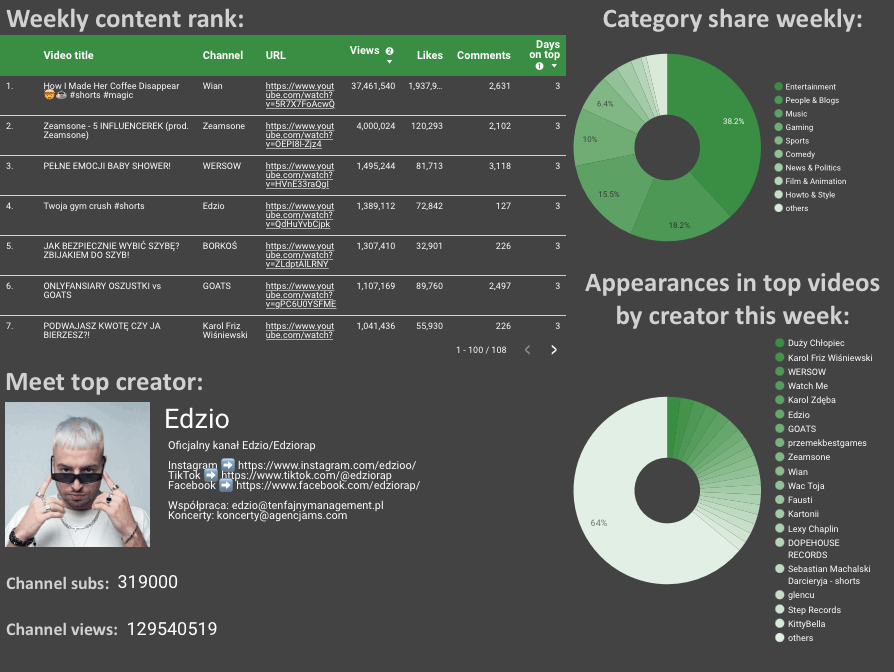 Weekly content rank:
Video title Channel URL Views 2 Likes Comments Days on top 1
1. How I Made Her Coffee Disappear 🤯☕ #shorts #magic Wian https://www.youtube.com/watch?v=5R7X7FoAcwQ 37,461,540 1,937,9... 2,631 3
2. Zeamsone - 5 INFLUENCEREK (prod. Zeamsone) Zeamsone https://www.youtube.com/watch?v=OEPI8l-Zjz4 4,000,024 120,293 2,102 3
3. PEŁNE EMOCJI BABY SHOWER! WERSOW https://www.youtube.com/watch?v=HVnE33raQgI 1,495,244 81,713 3,118 3
4. Twoja gym crush #shorts Edzio https://www.youtube.com/watch?v=QdHuYvbCjpk 1,389,112 72,842 127 3
5. JAK BEZPIECZNIE WYBIĆ SZYBĘ? ZBIJAKIEM DO SZYB! BORKOŚ https://www.youtube.com/watch?v=ZLdptAILRNY 1,307,410 32,901 226 3
6. ONLYFANSIARY OSZUSTKI vs GOATS GOATS https://www.youtube.com/watch?v=gPC6U0YSFME 1,107,169 89,760 2,497 3
7. PODWAJASZ KWOTĘ CZY JA BIERZESZ?! Karol Friz Wiśniewski https://www.youtube.com/watch? 1,041,436 55,930 226 3
1 - 100 / 108
Category share weekly:
38.2%
18.2%
15.5%
10%
6.4%
Entertainment
People & Blogs
Music
Gaming
Sports
Comedy
News & Politics
Film & Animation
Howto & Style
others
Appearances in top videos
by creator this week:
64%
Duży Chłopiec
Karol Friz Wiśniewski
WERSOW
Watch Me
Karol Zdęba
Edzio
GOATS
przemekbestgames
Zeamsone
Wian
Wac Toja
Fausti
Kartonii
Lexy Chaplin
DOPEHOUSE
RECORDS
Sebastian Machalski
Darcieryja - shorts
glencu
Step Records
KittyBella
others
Meet top creator:
Edzio
Oficjalny kanał Edzio/Edziorap
Instagram ➡️ https://www.instagram.com/edzioo/
TikTok ➡️ https://www.tiktok.com/@edziorap
Facebook ➡️ https://www.facebook.com/edziorap/
Współpraca: edzio@tenfajnymanagement.pl
Koncerty: koncerty@agencjams.com
Channel subs: 319000
Channel views: 129540519